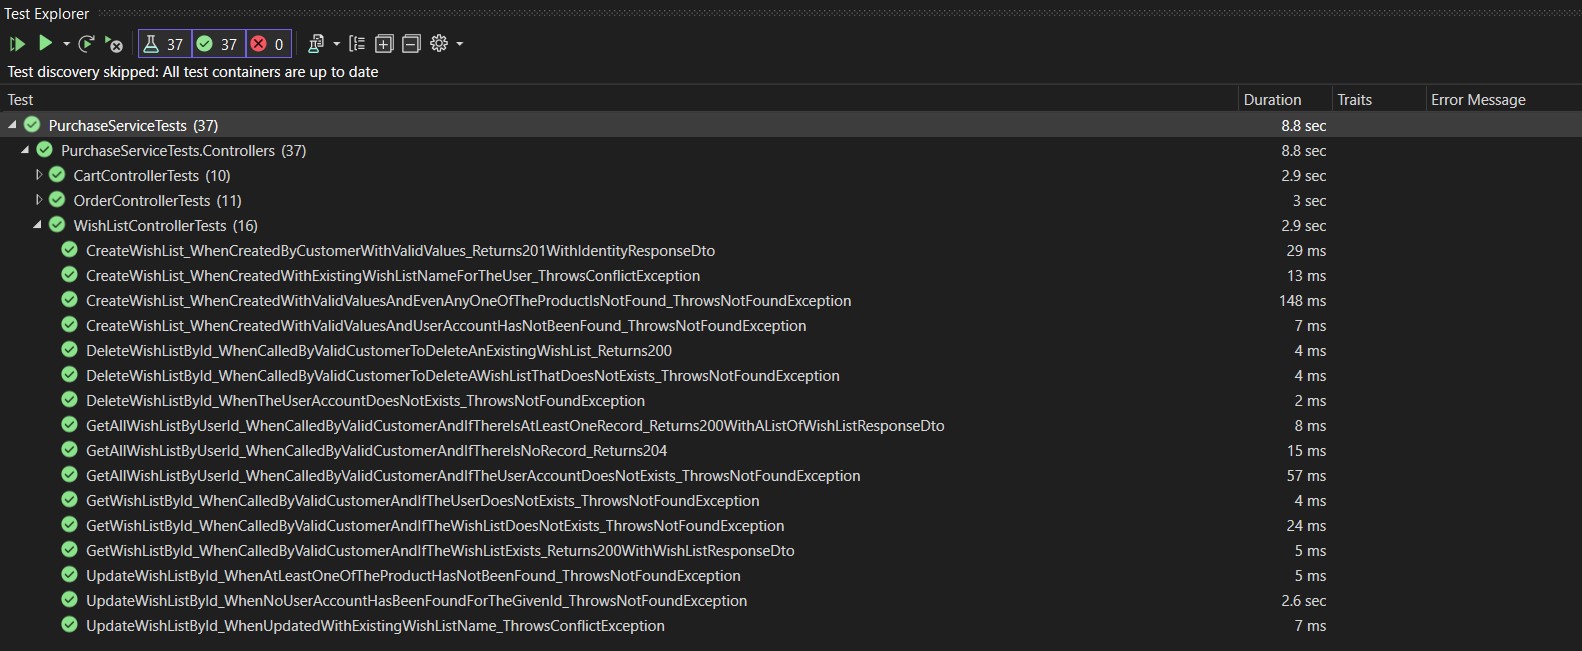 Test Explorer
37 37 0
Test discovery skipped: All test containers are up to date
Test Duration Traits Error Message
PurchaseServiceTests (37) 8.8 sec
PurchaseServiceTests.Controllers (37) 8.8 sec
CartControllerTests (10) 2.9 sec
OrderControllerTests (11) 3 sec
WishListControllerTests (16) 2.9 sec
CreateWishList_WhenCreatedByCustomerWithValidValues_Returns201WithIdentityResponseDto 29 ms
CreateWishList_WhenCreatedWithExistingWishListNameForTheUser_ThrowsConflictException 13 ms
CreateWishList_WhenCreatedWithValidValuesAndEvenAnyOneOfTheProductIsNotFound_ThrowsNotFoundException 148 ms
CreateWishList_WhenCreatedWithValidValuesAndUserAccountHasNotBeenFound_ThrowsNotFoundException 7 ms
DeleteWishListById_WhenCalledByValidCustomerToDeleteAnExistingWishList_Returns200 4 ms
DeleteWishListById_WhenCalledByValidCustomerToDeleteAWishListThatDoesNotExists_ThrowsNotFoundException 4 ms
DeleteWishListById_WhenTheUserAccountDoesNotExists_ThrowsNotFoundException 2 ms
GetAllWishListByUserId_WhenCalledByValidCustomerAndIfThereIsAtLeastOneRecord_Returns200WithAListOfWishListResponseDto 8 ms
GetAllWishListByUserId_WhenCalledByValidCustomerAndIfThereIsNoRecord_Returns204 15 ms
GetAllWishListByUserId_WhenCalledByValidCustomerAndIfTheUserAccountDoesNotExists_ThrowsNotFoundException 57 ms
GetWishListById_WhenCalledByValidCustomerAndIfTheUserDoesNotExists_ThrowsNotFoundException 4 ms
GetWishListById_WhenCalledByValidCustomerAndIfTheWishListDoesNotExists_ThrowsNotFoundException 24 ms
GetWishListById_WhenCalledByValidCustomerAndIfTheWishListExists_Returns200WithWishListResponseDto 5 ms
UpdateWishListById_WhenAtLeastOneOfTheProductHasNotBeenFound_ThrowsNotFoundException 5 ms
UpdateWishListById_WhenNoUserAccountHasBeenFoundForTheGivenId_ThrowsNotFoundException 2.6 sec
UpdateWishListById_WhenUpdatedWithExistingWishListName_ThrowsConflictException 7 ms